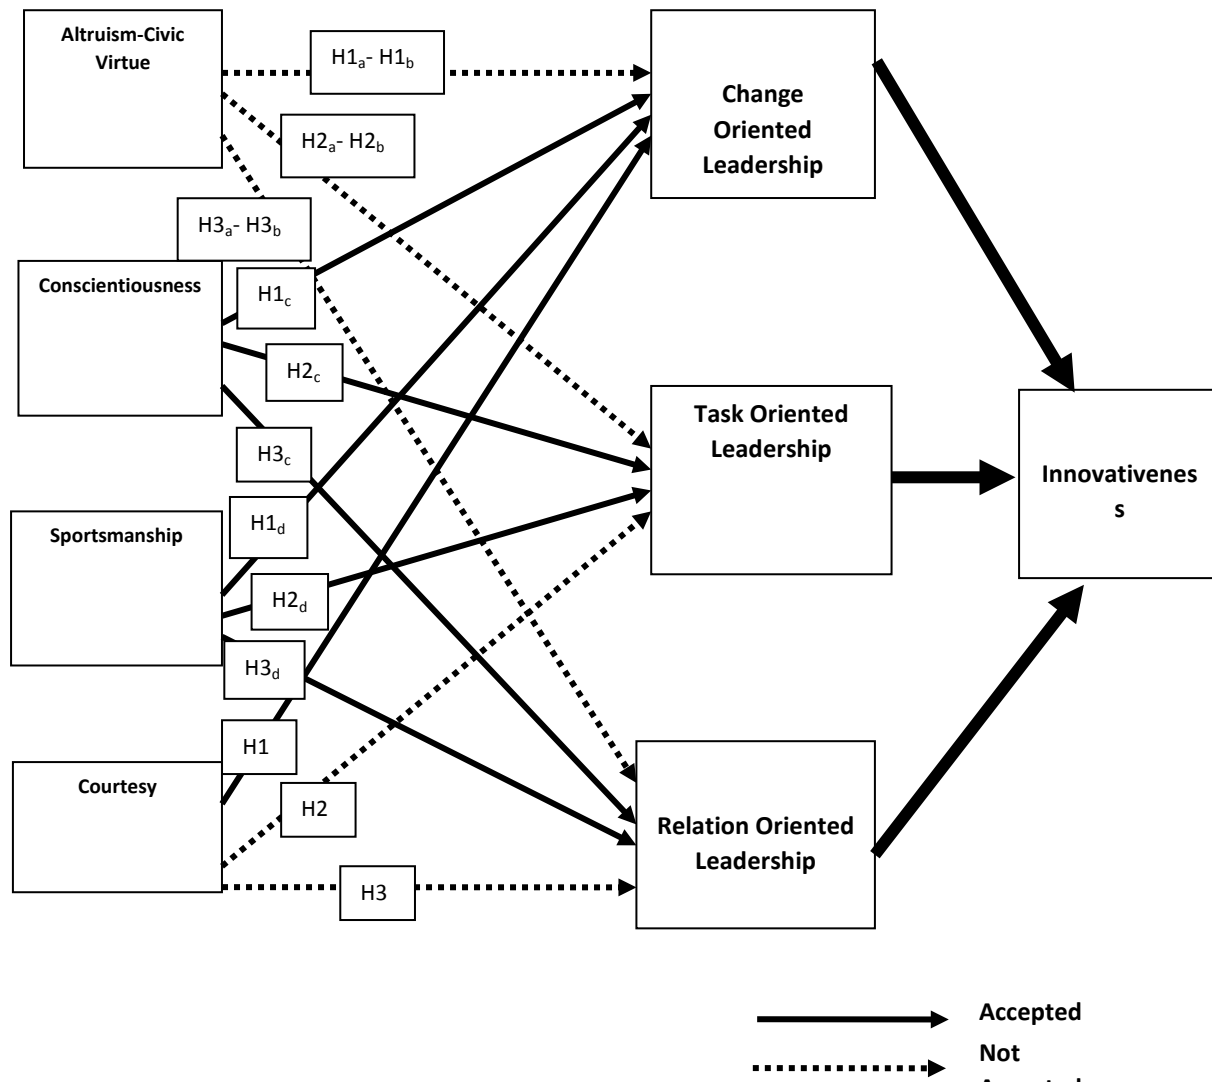 Altruism-Civic
Virtue
H1a- H1b
Change
Oriented
Leadership
H2a- H2b
H3a- H3b
Conscientiousness
H1c
H2c
Task Oriented
Leadership
H3c
Innovativenes
s
Sportsmanship
H1d
H2d
H3d
H1
Courtesy
H2
Relation Oriented
Leadership
H3
Accepted
Not